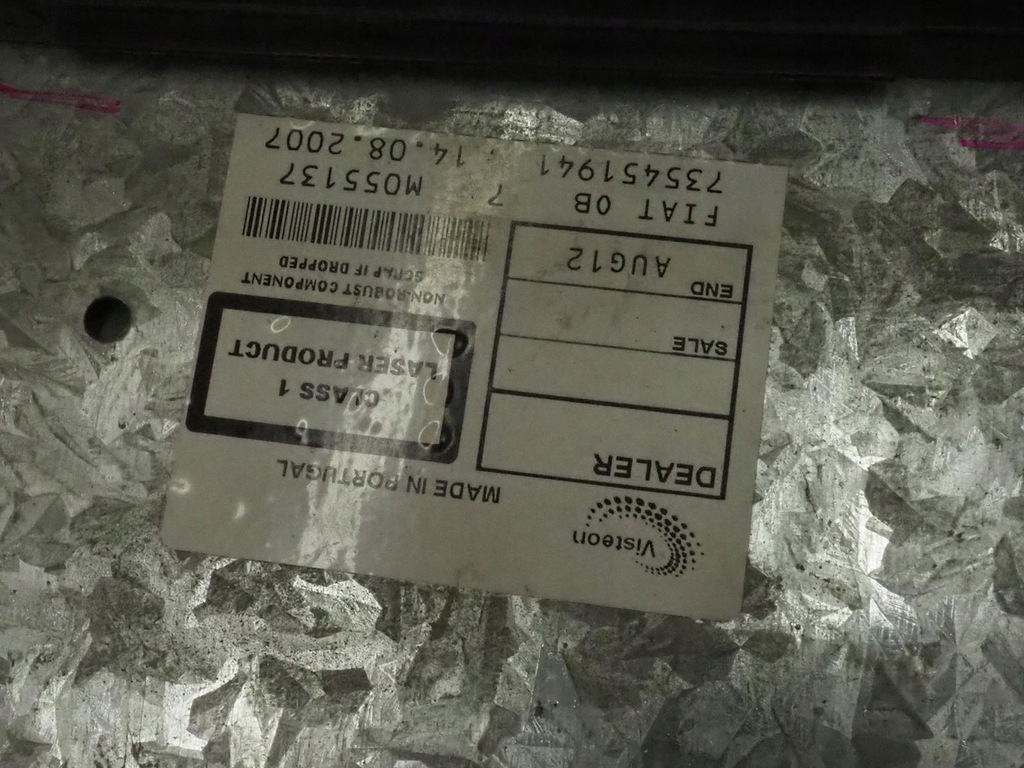 Visteon
MADE IN PORTUGAL
DEALER
SALE
END AUG12
CLASS 1
LASER PRODUCT
NON-ROBUST COMPONENT
SCRAP IF DROPPED
FIAT OB
735451941
7 M055137
14.08.2007